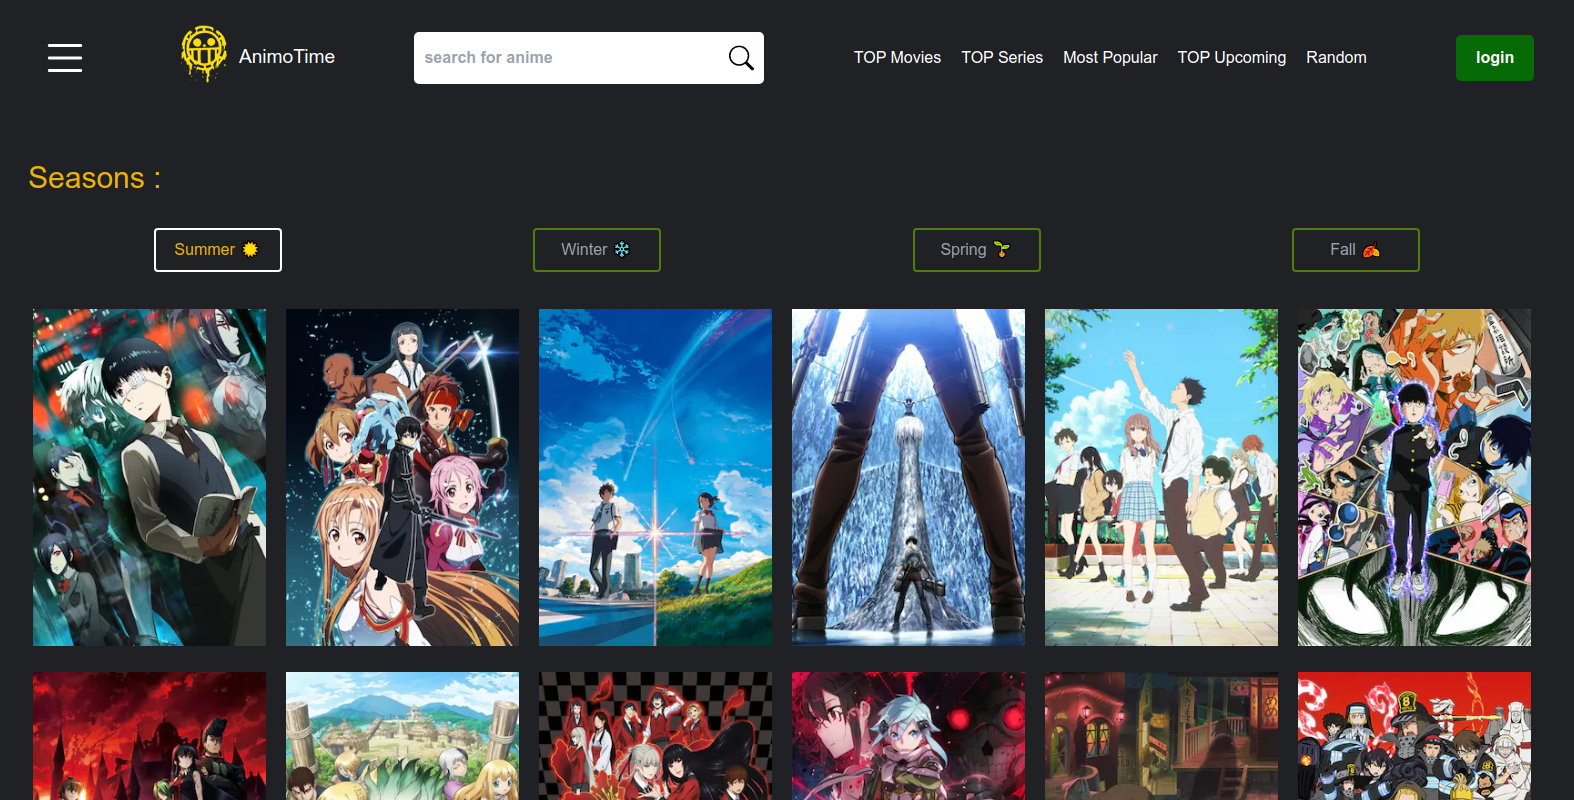 AnimoTime
search for anime
TOP Movies TOP Series Most Popular TOP Upcoming Random
login
Seasons :
Summer
Winter
Spring
Fall
8